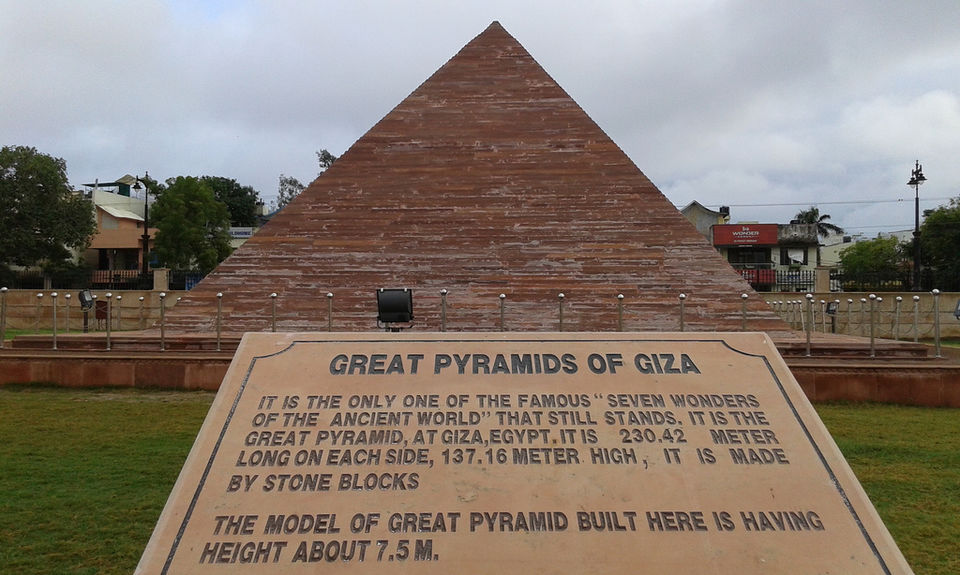 GREAT PYRAMIDS OF GIZA
IT IS THE ONLY ONE OF THE FAMOUS "SEVEN WONDERS
OF THE ANCIENT WORLD" THAT STILL STANDS. IT IS THE
GREAT PYRAMID, AT GIZA,EGYPT. IT IS 230.42 METER
LONG ON EACH SIDE, 137.16 METER HIGH, IT IS MADE
BY STONE BLOCKS
THE MODEL OF GREAT PYRAMID BUILT HERE IS HAVING
HEIGHT ABOUT 7.5 M.
WONDER